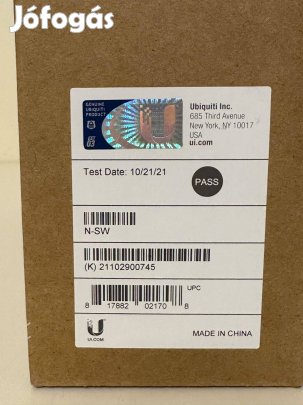 Jófogás
GENUINE
UBIQUITI
PRODUCT
U
Ubiquiti Inc.
685 Third Avenue
New York, NY 10017
USA
ui.com
Test Date: 10/21/21
PASS
N-SW
(K) 21102900745
UPC
8 17882 02170 8
U
UI.COM
MADE IN CHINA